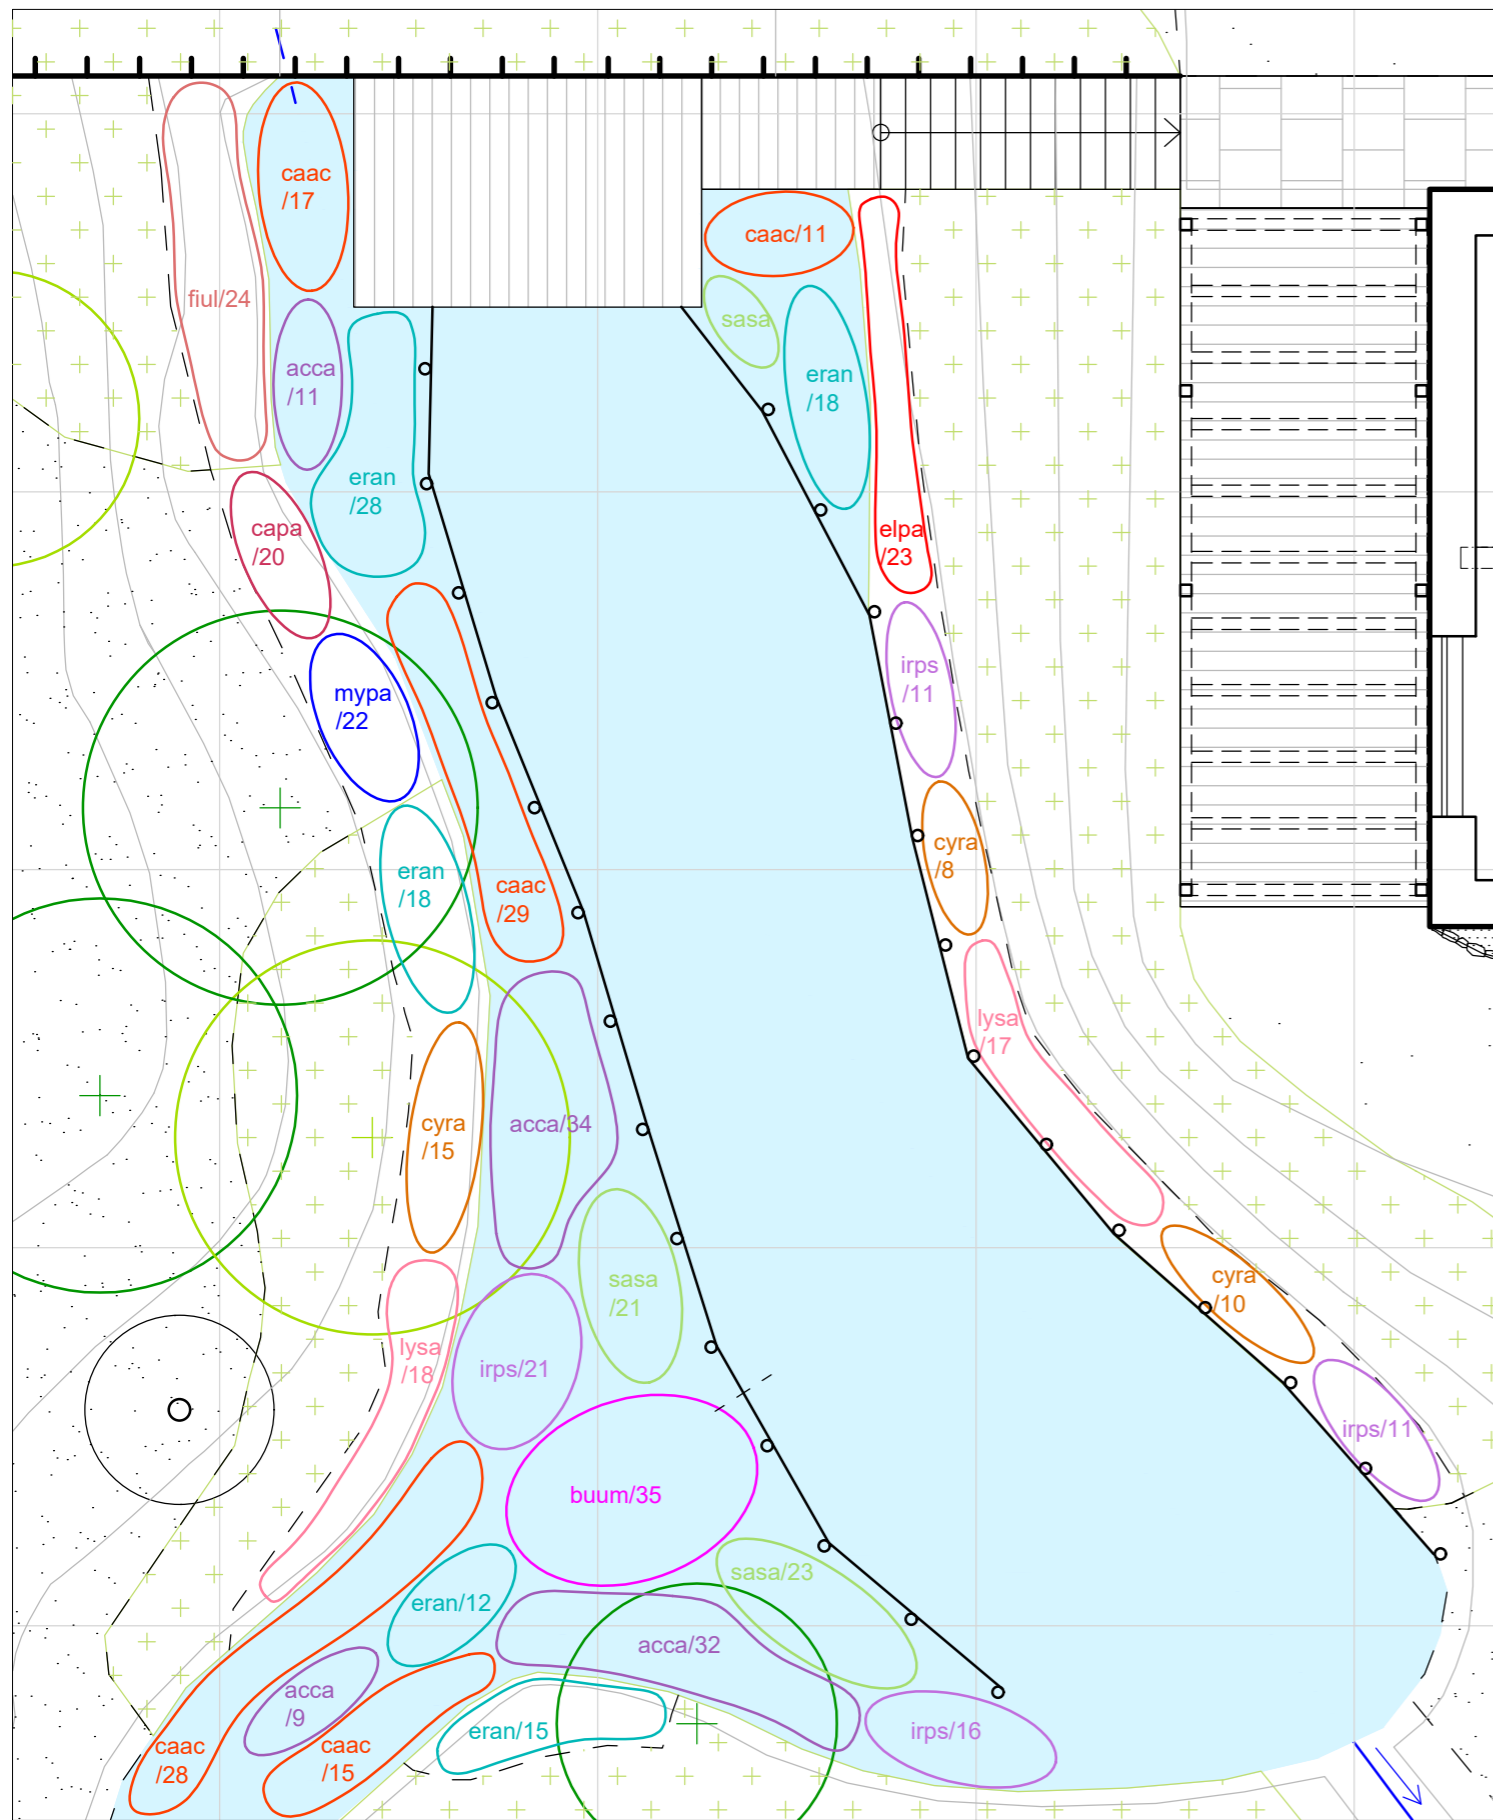 caac
/17
caac/11
fiul/24
sasa
acca
/11
eran
/18
eran
/28
capa
/20
elpa
/23
irps
/11
mypa
/22
cyra
/8
eran
/18
caac
/29
lysa
/17
cyra
/15
acca/34
sasa
/21
cyra
/10
lysa
/18
irps/21
irps/11
buum/35
sasa/23
eran/12
acca/32
acca
/9
eran/15
irps/16
caac
/28
caac
/15